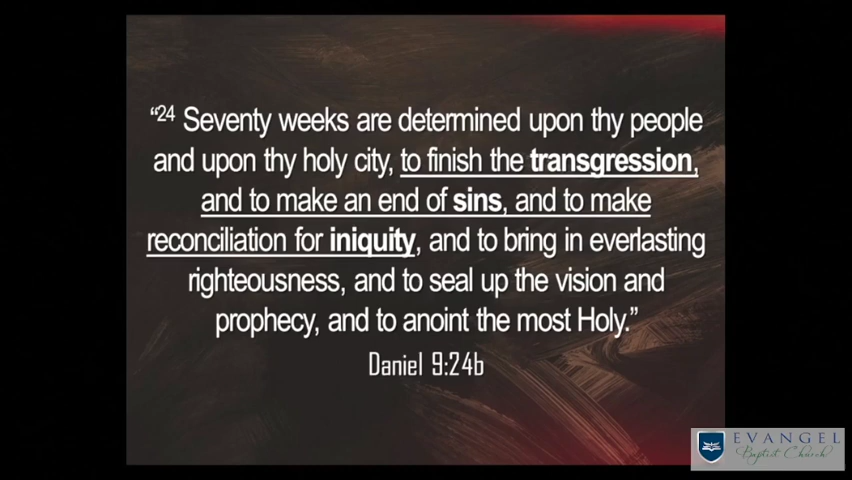 “24 Seventy weeks are determined upon thy people
and upon thy holy city, to finish the transgression,
and to make an end of sins, and to make
reconciliation for iniquity, and to bring in everlasting
righteousness, and to seal up the vision and
prophecy, and to anoint the most Holy.”
Daniel 9:24b
EVANGEL
Baptist Church